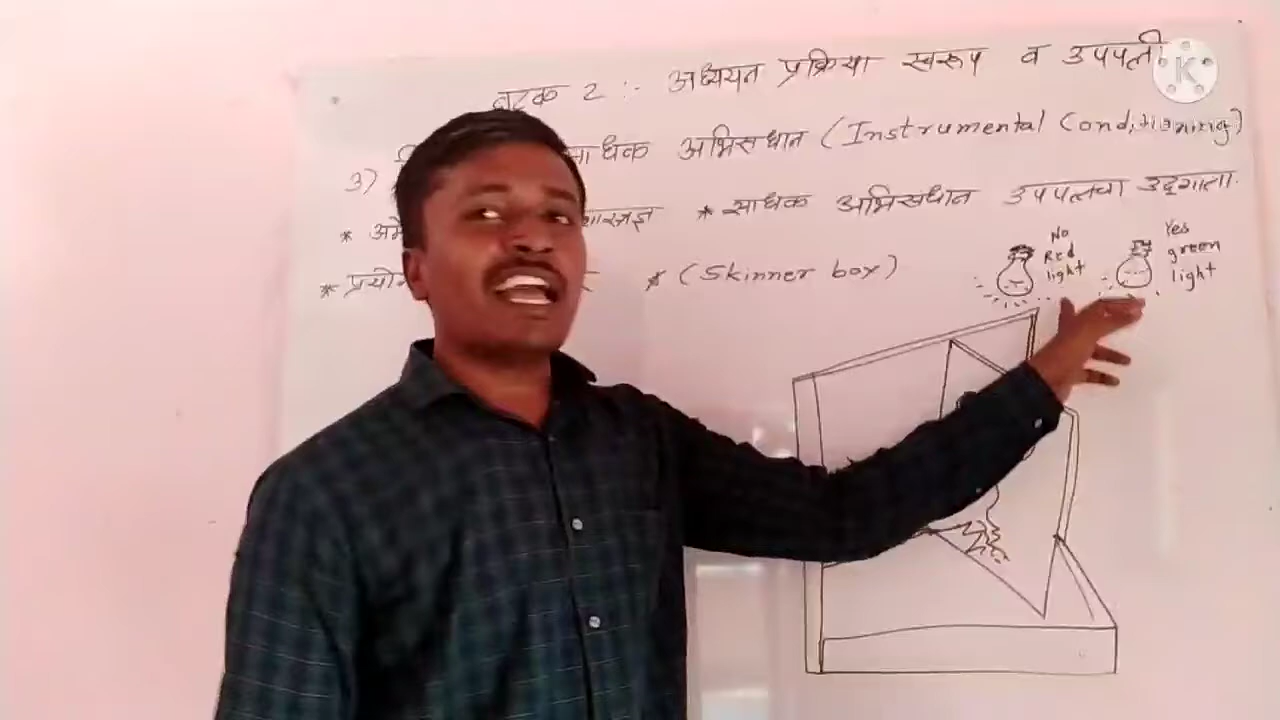 घटक 2 :- अध्ययन प्रक्रिया स्वरूप व उपपत्ती
3) साधक अभिसंधान (Instrumental Conditioning)
* अमे शास्त्रज्ञ * साधक अभिसंधान उपपत्तीचा उद्गाता.
* प्रयो * (Skinner box)
No Red light
Yes green light
K